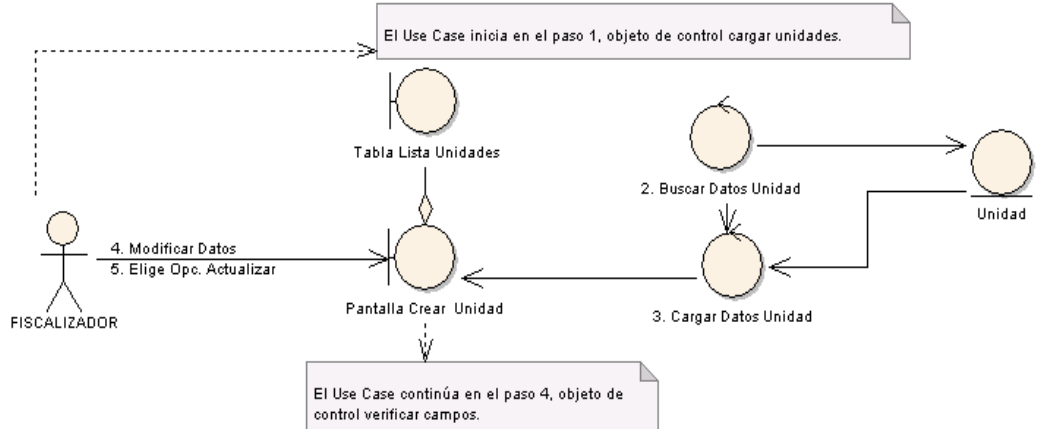 El Use Case inicia en el paso 1, objeto de control cargar unidades.
Tabla Lista Unidades
2. Buscar Datos Unidad
Unidad
4. Modificar Datos
5. Elige Opc. Actualizar
FISCALIZADOR
Pantalla Crear Unidad
3. Cargar Datos Unidad
El Use Case continúa en el paso 4, objeto de
control verificar campos.